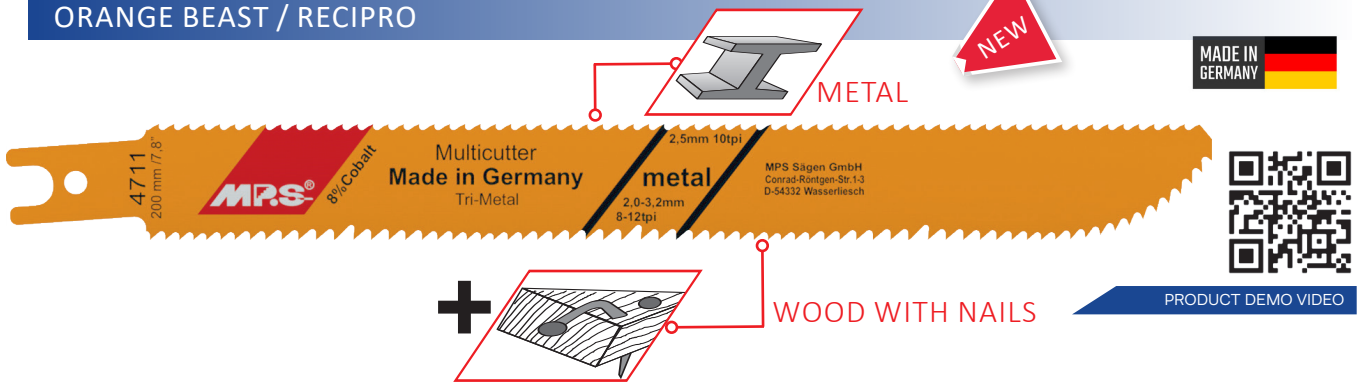 ORANGE BEAST / RECIPRO
NEW
MADE IN
GERMANY
METAL
4711
200 mm /7,8"
MPS®
8%Cobalt
Multicutter
Made in Germany
Tri-Metal
2,5mm 10tpi
metal
2,0-3,2mm
8-12tpi
MPS Sägen GmbH
Conrad-Röntgen-Str.1-3
D-54332 Wasserliesch
+
WOOD WITH NAILS
PRODUCT DEMO VIDEO